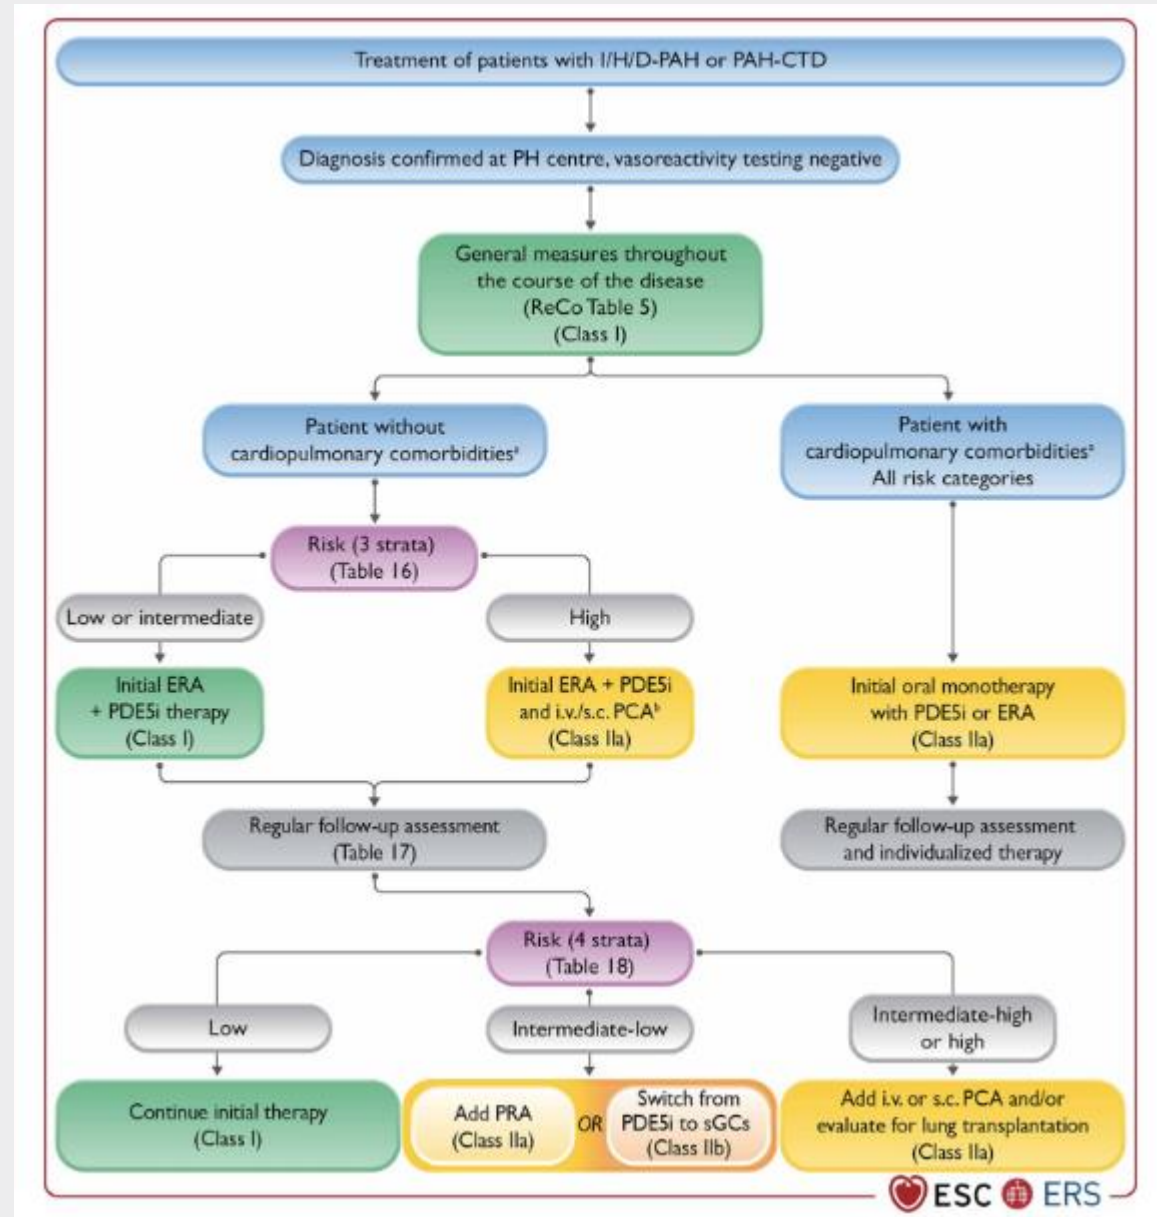 Treatment of patients with I/H/D-PAH or PAH-CTD
Diagnosis confirmed at PH centre, vasoreactivity testing negative
General measures throughout
the course of the disease
(ReCo Table 5)
(Class I)
Patient without
cardiopulmonary comorbiditiesᵃ
Patient with
cardiopulmonary comorbiditiesᵃ
All risk categories
Risk (3 strata)
(Table 16)
Low or intermediate
High
Initial ERA
+ PDE5i therapy
(Class I)
Initial ERA + PDE5i
and i.v./s.c. PCAᵇ
(Class IIa)
Initial oral monotherapy
with PDE5i or ERA
(Class IIa)
Regular follow-up assessment
(Table 17)
Regular follow-up assessment
and individualized therapy
Risk (4 strata)
(Table 18)
Low
Intermediate-low
Intermediate-high
or high
Continue initial therapy
(Class I)
Add PRA
(Class IIa)
OR
Switch from
PDE5i to sGCs
(Class IIb)
Add i.v. or s.c. PCA and/or
evaluate for lung transplantation
(Class IIa)
ESC ERS